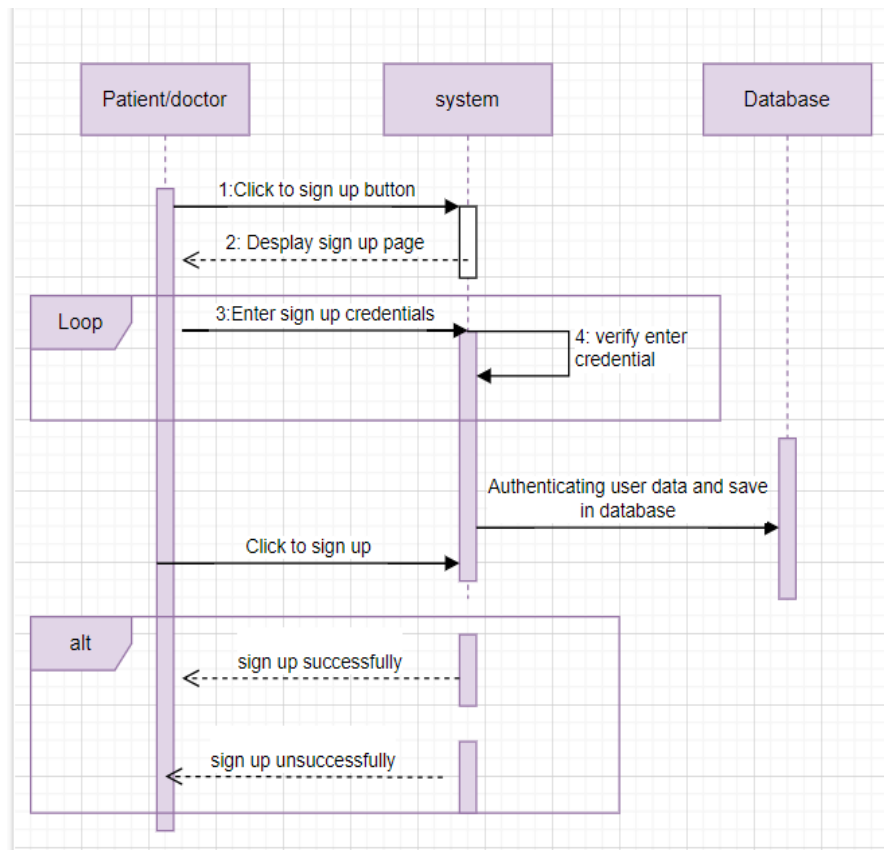 Patient/doctor
system
Database
1:Click to sign up button
2: Desplay sign up page
Loop
3:Enter sign up credentials
4: verify enter
credential
Authenticating user data and save
in database
Click to sign up
alt
sign up successfully
sign up unsuccessfully